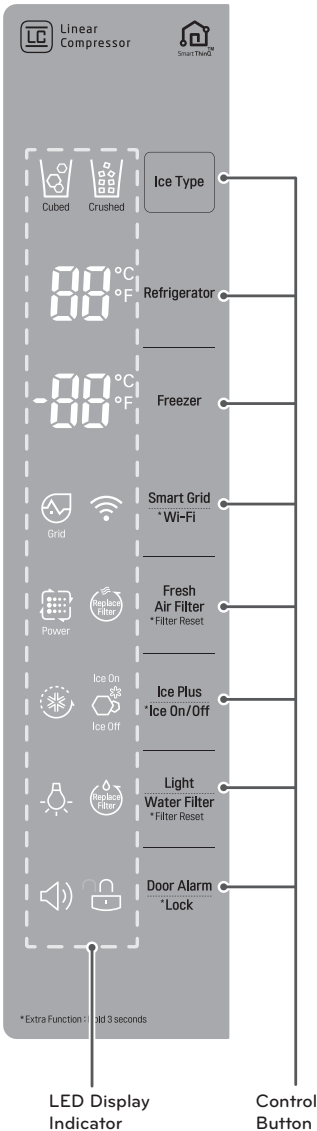 LC Linear
Compressor
Smart ThinQ™
Cubed Crushed
Ice Type
88 °C
°F
Refrigerator
-88 °C
°F
Freezer
Grid
Smart Grid
*Wi-Fi
Power
Replace
Filter
Fresh
Air Filter
*Filter Reset
Ice On
Ice Off
Ice Plus
*Ice On/Off
Replace
Filter
Light
Water Filter
*Filter Reset
Door Alarm
*Lock
*Extra Function : Hold 3 seconds
LED Display
Indicator
Control
Button